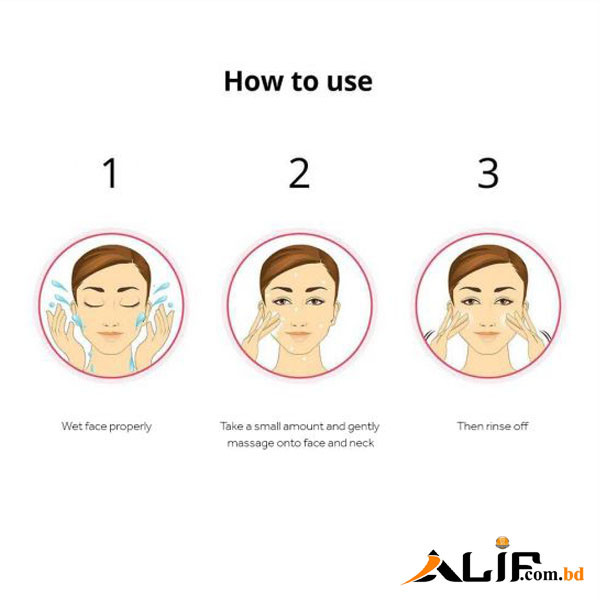 How to use
1
2
3
Wet face properly
Take a small amount and gently
massage onto face and neck
Then rinse off
ALIF.com.bd